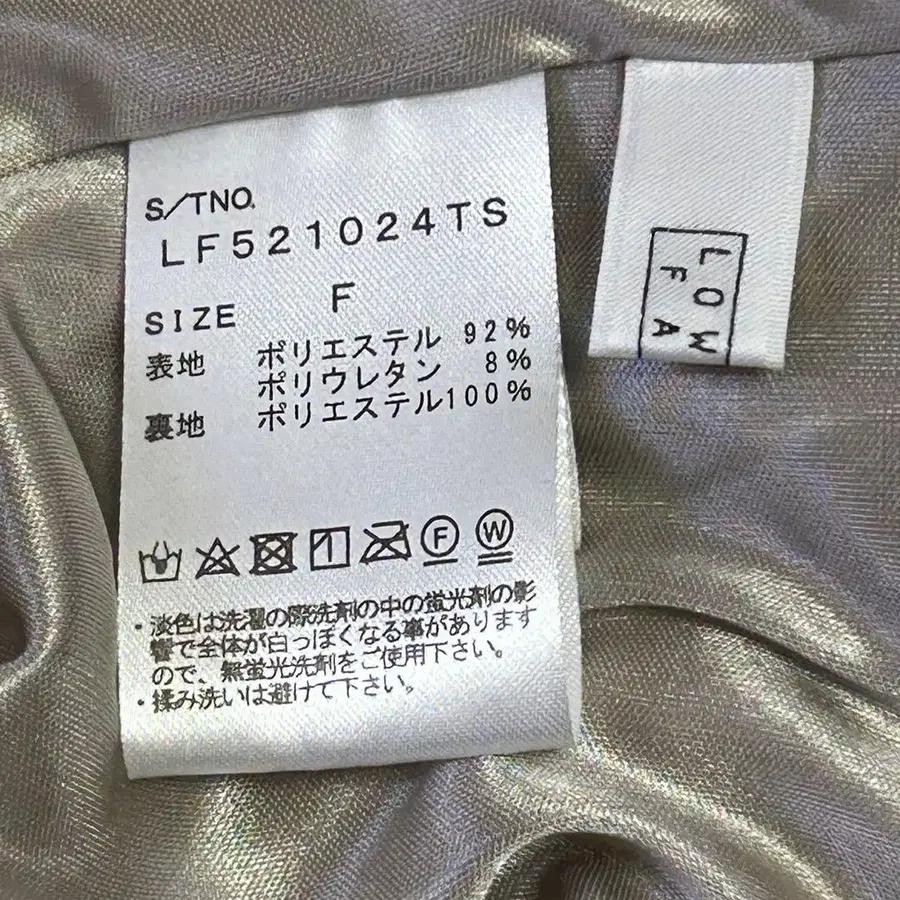 S/TNO.
LF521024TS
SIZE F
表地 ポリエステル 92%
ポリウレタン 8%
裏地 ポリエステル100%
F W
・淡色は洗濯の際洗剤の中の蛍光剤の影
響で全体が白っぽくなる事があります
ので、無蛍光洗剤をご使用下さい。
・揉み洗いは避けて下さい。
LOW
FA